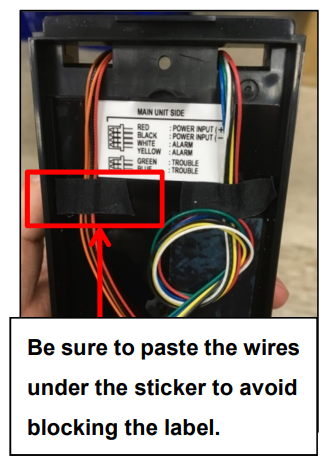 MAIN UNIT SIDE
RED : POWER INPUT (+
BLACK : POWER INPUT (−
WHITE : ALARM
YELLOW : ALARM
GREEN : TROUBLE
BLUE : TROUBLE
Be sure to paste the wires
under the sticker to avoid
blocking the label.